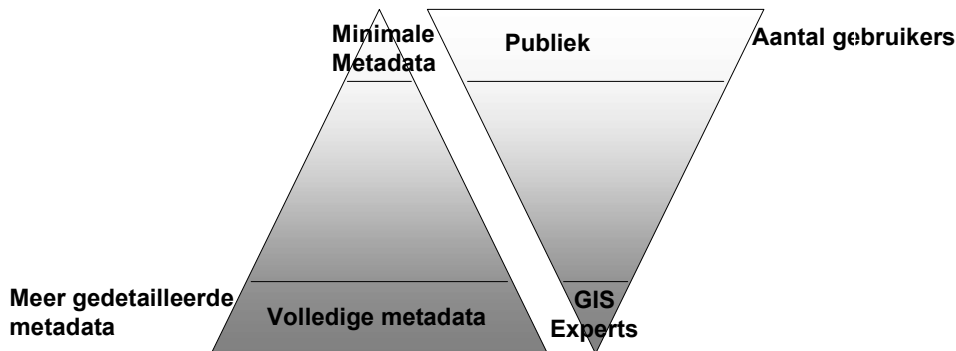 Minimale
Metadata
Publiek
Aantal gebruikers
Meer gedetailleerde
metadata
Volledige metadata
GIS
Experts